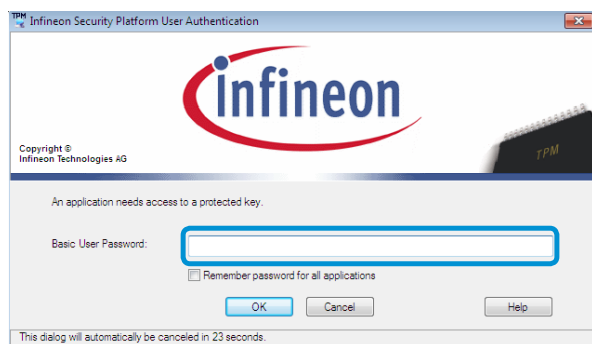 TPM Infineon Security Platform User Authentication
infineon
Copyright ©
Infineon Technologies AG
TPM
An application needs access to a protected key.
Basic User Password:
Remember password for all applications
OK Cancel Help
This dialog will automatically be canceled in 23 seconds.